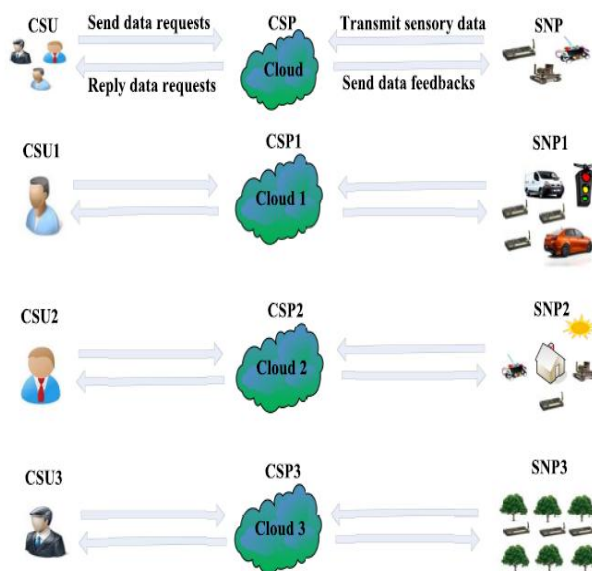 CSU
Send data requests
CSP
Transmit sensory data
SNP
Cloud
Reply data requests
Send data feedbacks
CSU1
CSP1
SNP1
Cloud 1
CSU2
CSP2
SNP2
Cloud 2
CSU3
CSP3
SNP3
Cloud 3